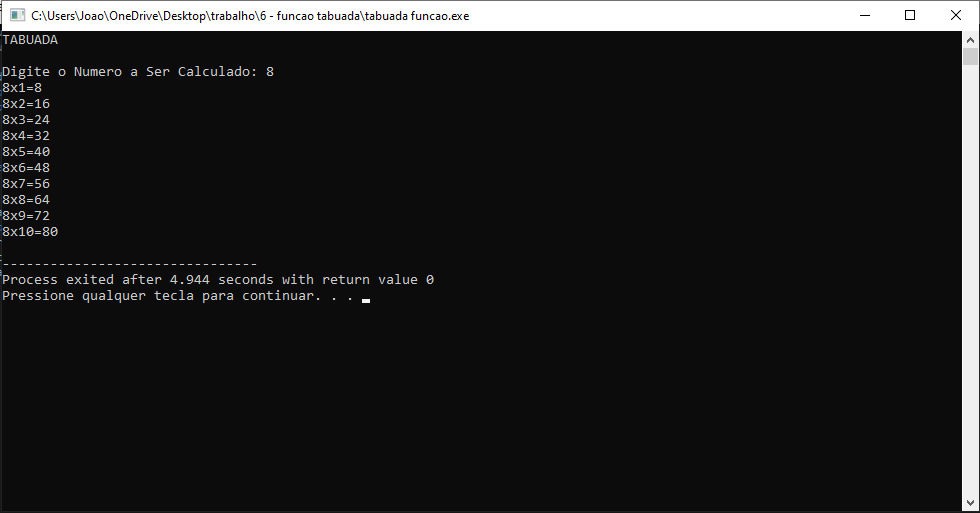 C:\Users\Joao\OneDrive\Desktop\trabalho\6 - funcao tabuada\tabuada funcao.exe
TABUADA
Digite o Numero a Ser Calculado: 8
8x1=8
8x2=16
8x3=24
8x4=32
8x5=40
8x6=48
8x7=56
8x8=64
8x9=72
8x10=80
--------------------------------
Process exited after 4.944 seconds with return value 0
Pressione qualquer tecla para continuar. . .